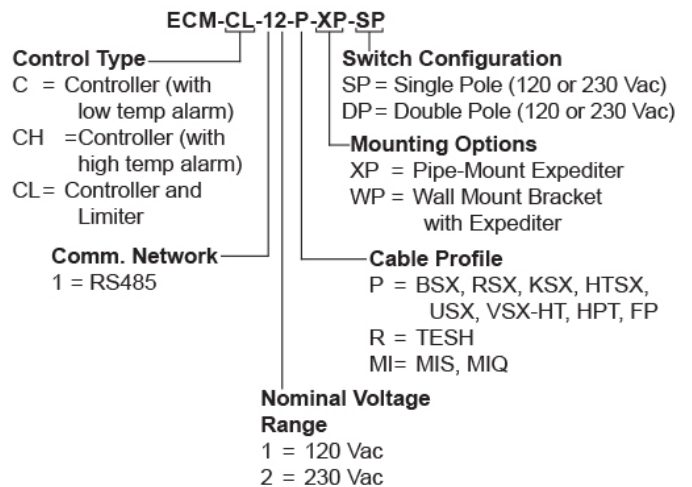 ECM-CL-12-P-XP-SP
Control Type
C = Controller (with
low temp alarm)
CH =Controller (with
high temp alarm)
CL= Controller and
Limiter
Switch Configuration
SP = Single Pole (120 or 230 Vac)
DP = Double Pole (120 or 230 Vac)
Mounting Options
XP = Pipe-Mount Expediter
WP = Wall Mount Bracket
with Expediter
Comm. Network
1 = RS485
Cable Profile
P = BSX, RSX, KSX, HTSX,
USX, VSX-HT, HPT, FP
R = TESH
MI= MIS, MIQ
Nominal Voltage
Range
1 = 120 Vac
2 = 230 Vac